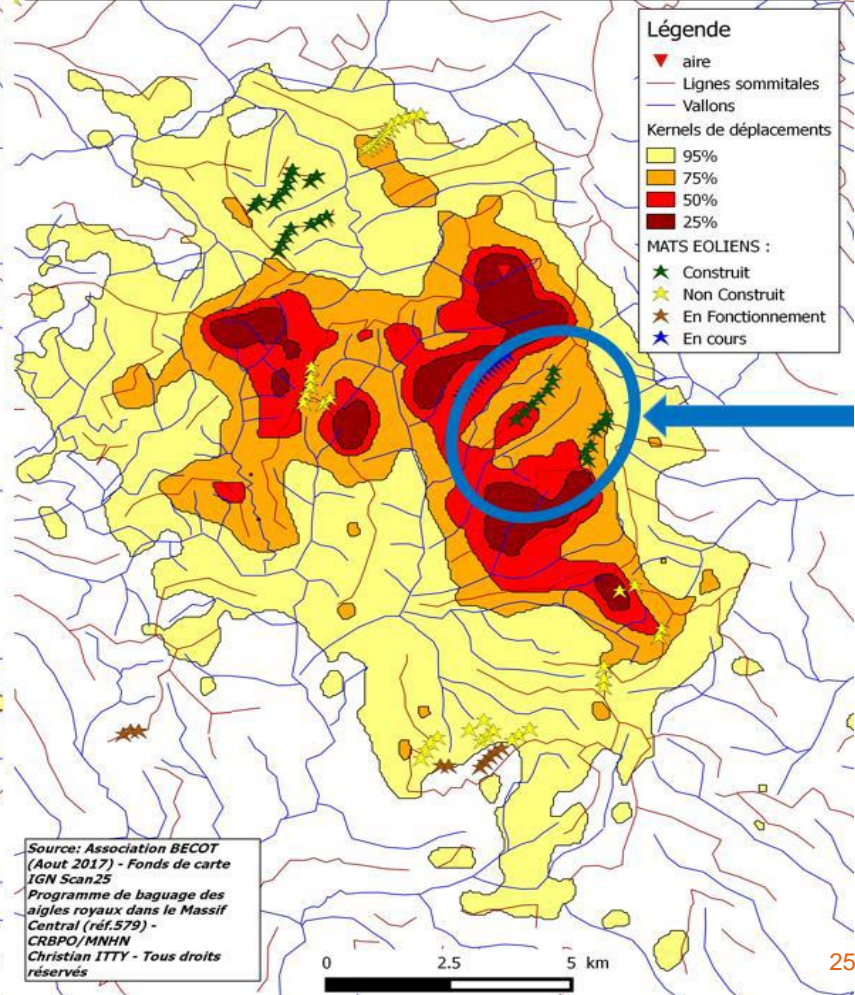 Légende
aire
Lignes sommitales
Vallons
Kernels de déplacements
95%
75%
50%
25%
MATS EOLIENS :
Construit
Non Construit
En Fonctionnement
En cours
Source: Association BECOT
(Aout 2017) - Fonds de carte
IGN Scan25
Programme de baguage des
aigles royaux dans le Massif
Central (réf.579) -
CRBPO/MNHN
Christian ITTY - Tous droits
réservés
0 2.5 5 km
25